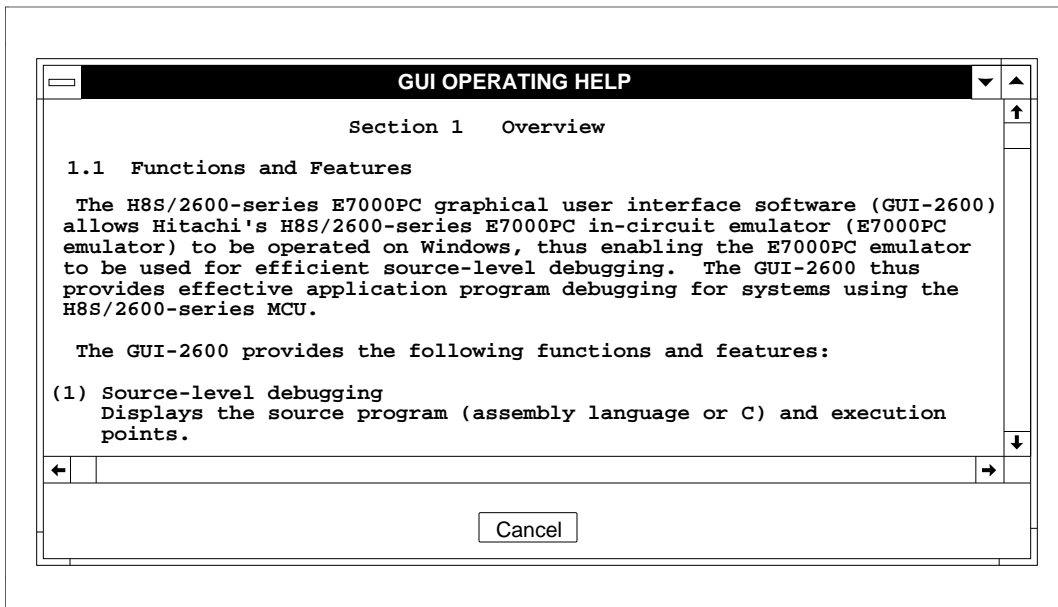 GUI OPERATING HELP
Section 1 Overview
1.1 Functions and Features
The H8S/2600-series E7000PC graphical user interface software (GUI-2600)
allows Hitachi's H8S/2600-series E7000PC in-circuit emulator (E7000PC
emulator) to be operated on Windows, thus enabling the E7000PC emulator
to be used for efficient source-level debugging. The GUI-2600 thus
provides effective application program debugging for systems using the
H8S/2600-series MCU.
The GUI-2600 provides the following functions and features:
(1) Source-level debugging
Displays the source program (assembly language or C) and execution
points.
Cancel